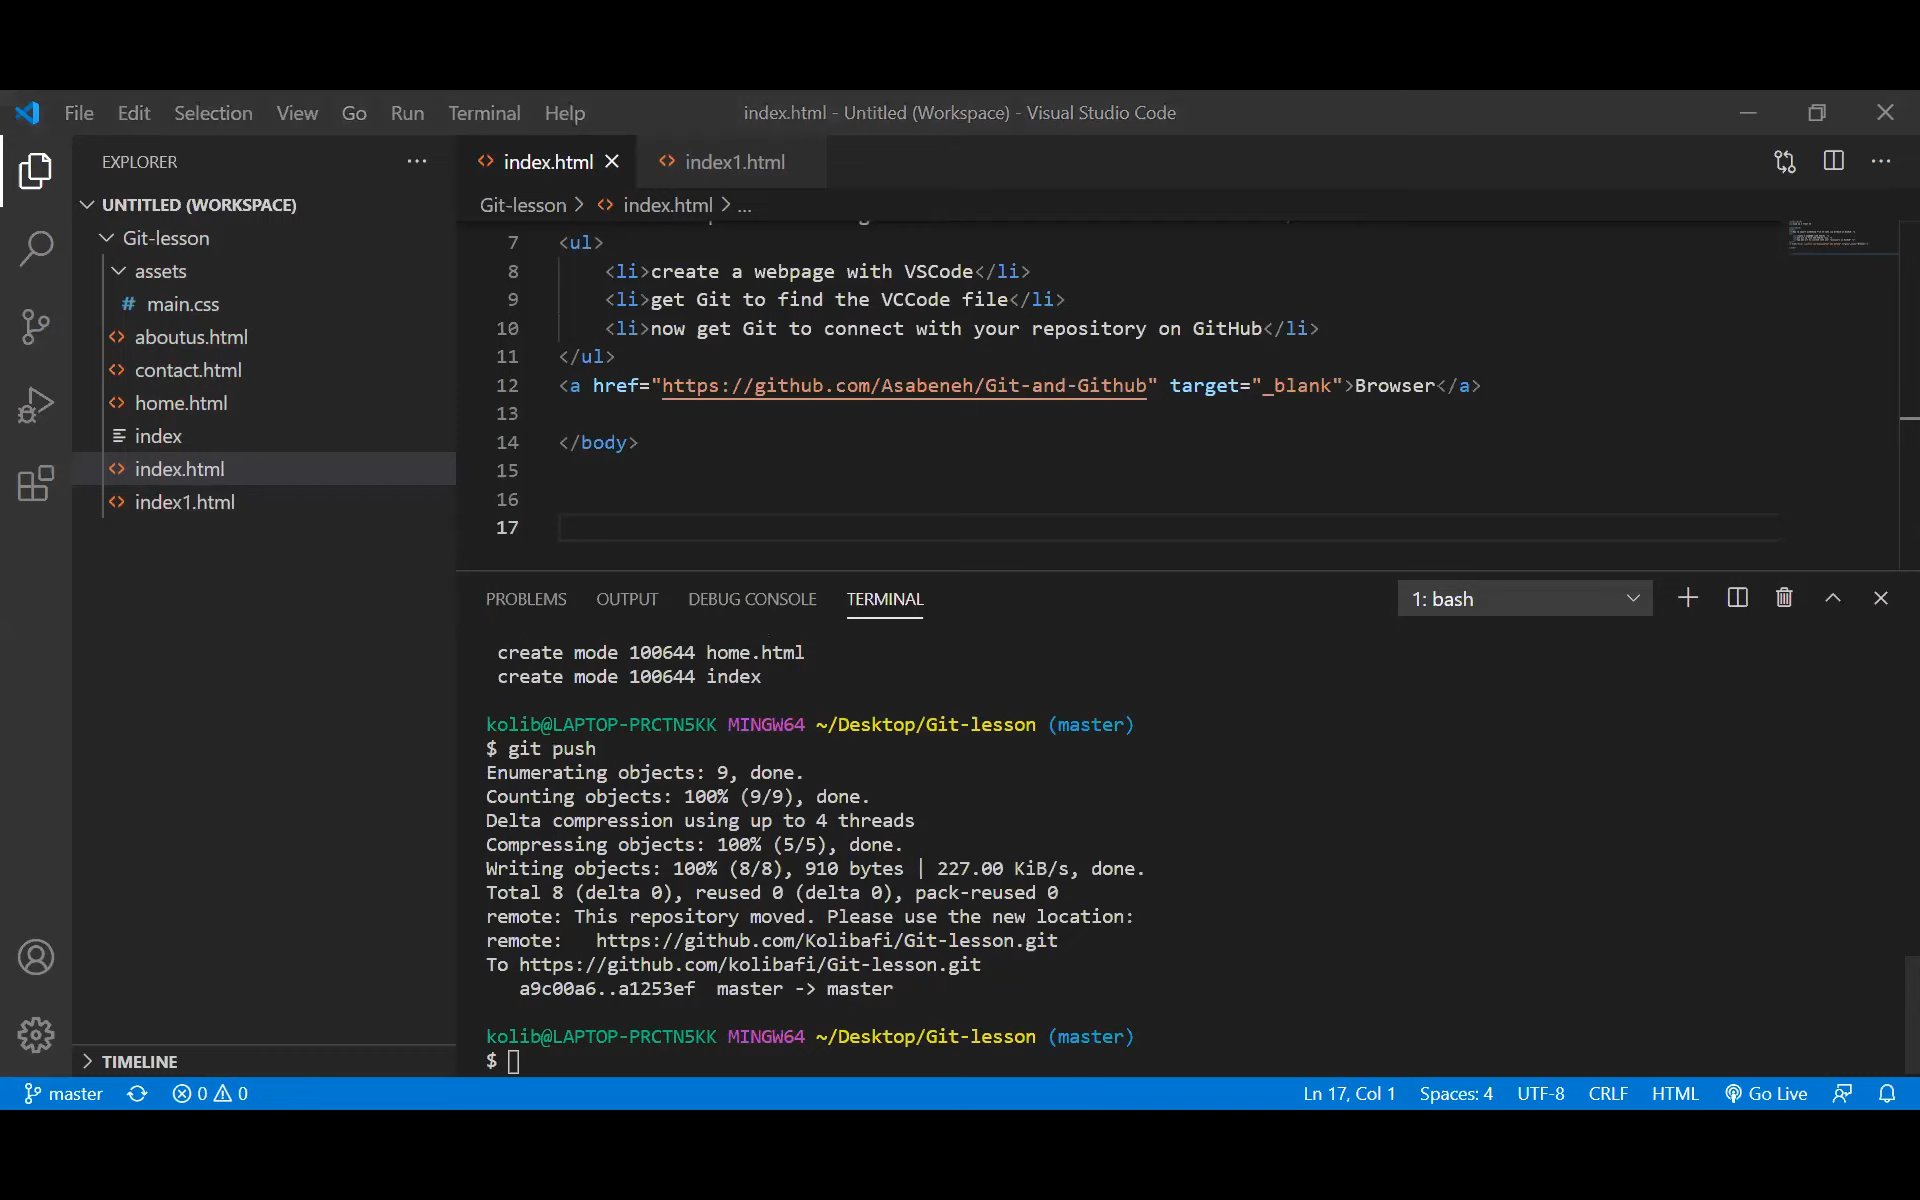 File Edit Selection View Go Run Terminal Help index.html - Untitled (Workspace) - Visual Studio Code
EXPLORER
UNTITLED (WORKSPACE)
Git-lesson
assets
# main.css
aboutus.html
contact.html
home.html
index
index.html
index1.html
TIMELINE
index.html index1.html
Git-lesson > index.html > ...
7 <ul>
8 <li>create a webpage with VSCode</li>
9 <li>get Git to find the VCCode file</li>
10 <li>now get Git to connect with your repository on GitHub</li>
11 </ul>
12 <a href="https://github.com/Asabeneh/Git-and-Github" target="_blank">Browser</a>
13
14 </body>
15
16
17
PROBLEMS OUTPUT DEBUG CONSOLE TERMINAL 1: bash
create mode 100644 home.html
create mode 100644 index
kolib@LAPTOP-PRCTN5KK MINGW64 ~/Desktop/Git-lesson (master)
$ git push
Enumerating objects: 9, done.
Counting objects: 100% (9/9), done.
Delta compression using up to 4 threads
Compressing objects: 100% (5/5), done.
Writing objects: 100% (8/8), 910 bytes | 227.00 KiB/s, done.
Total 8 (delta 0), reused 0 (delta 0), pack-reused 0
remote: This repository moved. Please use the new location:
remote:   https://github.com/Kolibafi/Git-lesson.git
To https://github.com/kolibafi/Git-lesson.git
a9c00a6..a1253ef  master -> master
kolib@LAPTOP-PRCTN5KK MINGW64 ~/Desktop/Git-lesson (master)
$
master 0 0 Ln 17, Col 1 Spaces: 4 UTF-8 CRLF HTML Go Live